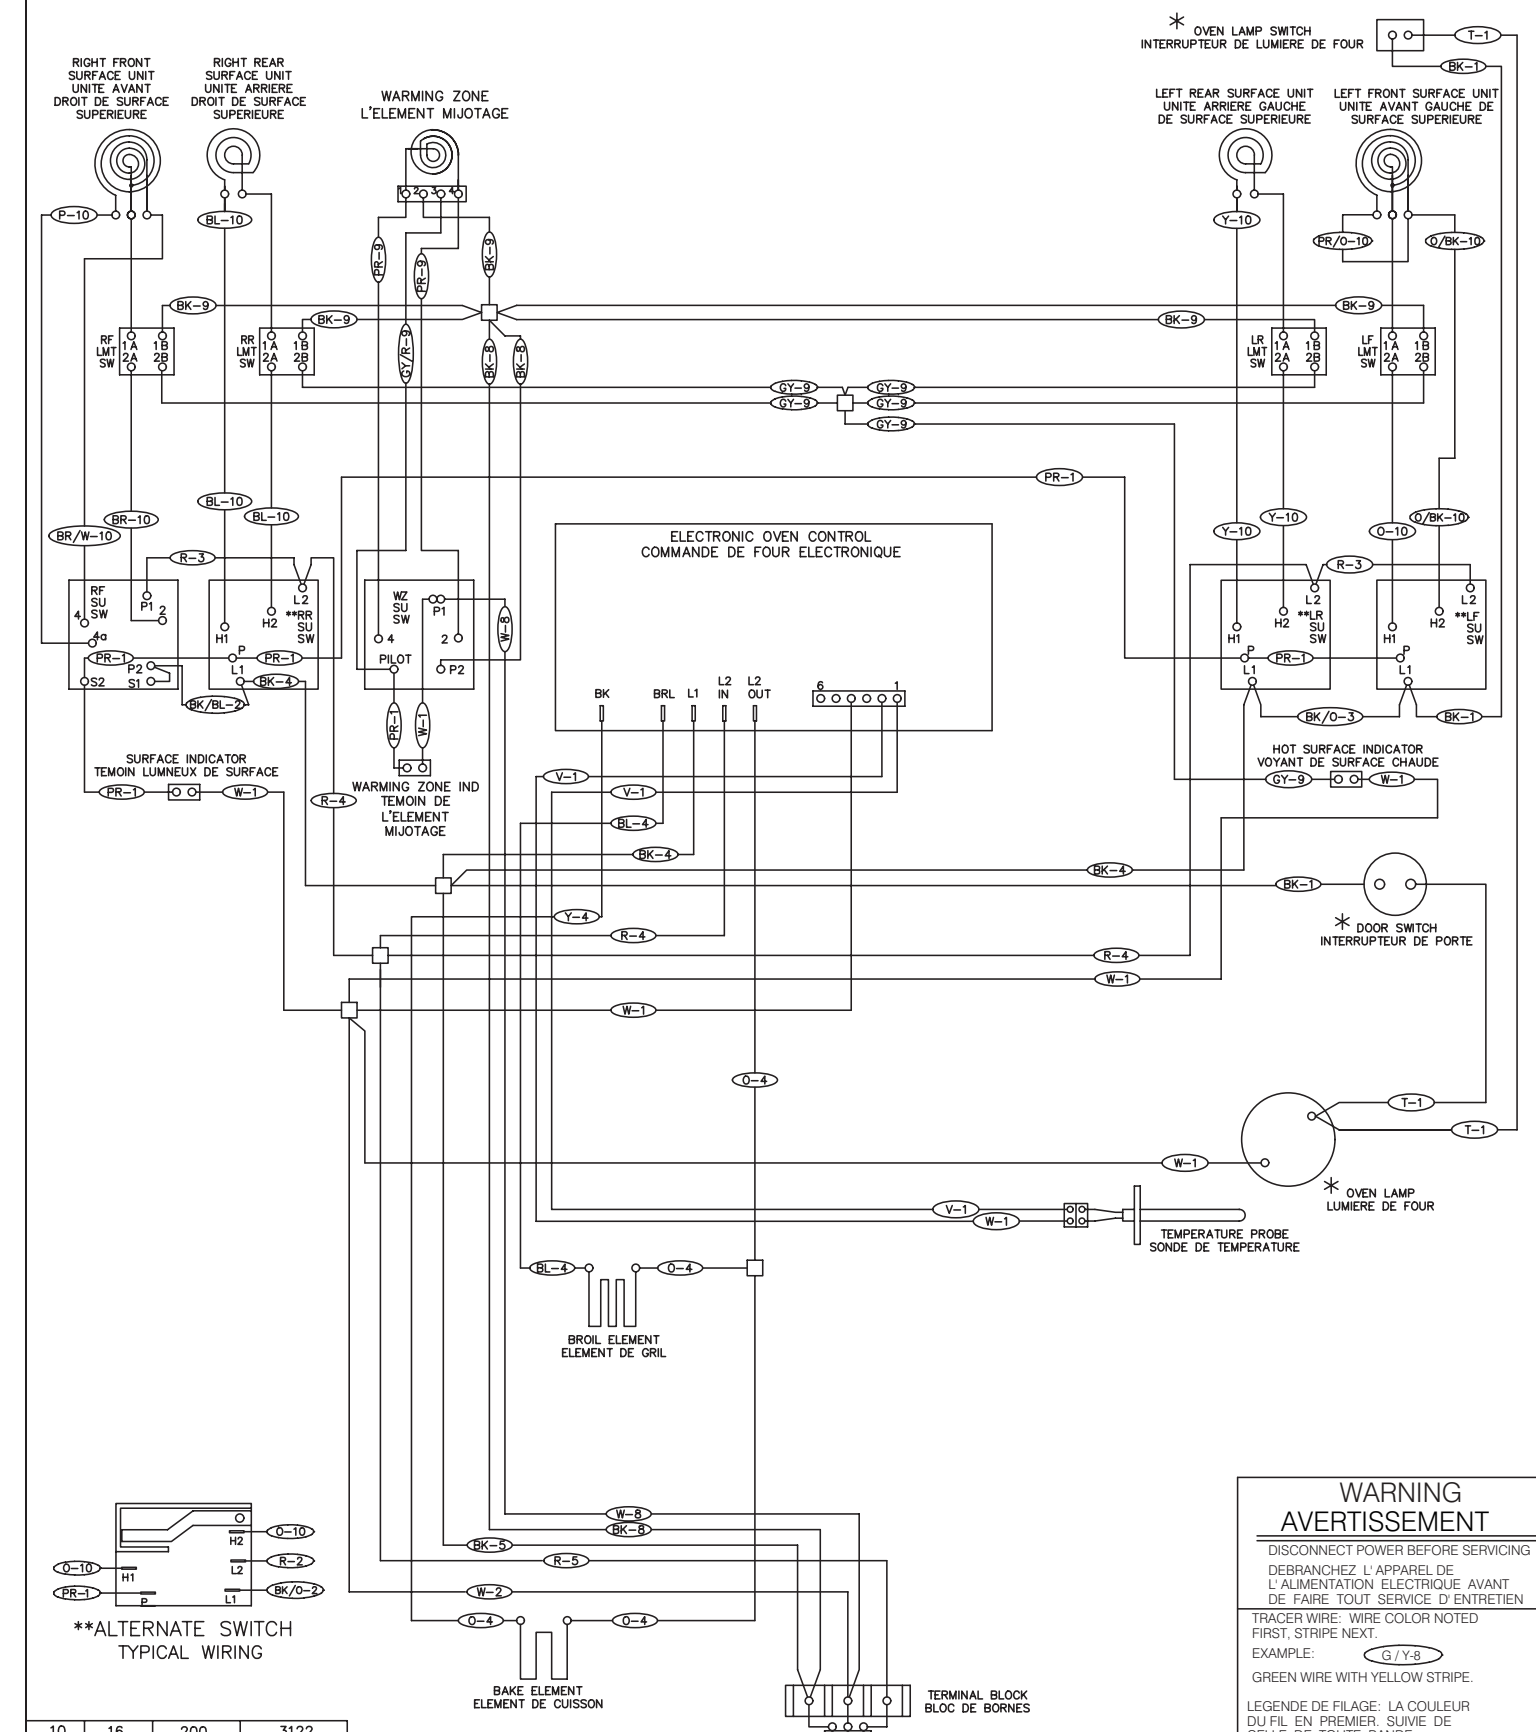 OVEN LAMP SWITCH
INTERRUPTEUR DE LUMIERE DE FOUR
T-1
BK-1
RIGHT FRONT
SURFACE UNIT
UNITE AVANT
DROIT DE SURFACE
SUPERIEURE
RIGHT REAR
SURFACE UNIT
UNITE ARRIERE
DROIT DE SURFACE
SUPERIEURE
WARMING ZONE
L'ELEMENT MIJOTAGE
LEFT REAR SURFACE UNIT
UNITE ARRIERE GAUCHE
DE SURFACE SUPERIEURE
LEFT FRONT SURFACE UNIT
UNITE AVANT GAUCHE DE
SURFACE SUPERIEURE
1 2 3 4
P-10
BL-10
PR-9
GY/R-9
PR-9
BK-9
Y-10
PR/O-10
O/BK-10
BK-9
BK-9
BK-9
BK-9
RF
LMT
SW
1A 1B
2A 2B
RR
LMT
SW
1A 1B
2A 2B
BK-8
BK-8
LR
LMT
SW
1A 1B
2A 2B
LF
LMT
SW
1A 1B
2A 2B
GY-9
GY-9
GY-9
GY-9
GY-9
PR-1
BR/W-10
BR-10
BL-10
BL-10
Y-10
Y-10
O-10
O/BK-10
R-3
R-3
ELECTRONIC OVEN CONTROL
COMMANDE DE FOUR ELECTRONIQUE
RF
SU
SW
4
4a
P1
2
P2
S1
S2
PR-1
BK/BL-2
L2
**RR
SU
SW
H1
H2
P
L1
PR-1
BK-4
WZ
SU
SW
P1
4
2
PILOT
P2
W-8
PR-1
W-1
L2
**LR
SU
SW
H1
H2
P
L1
PR-1
L2
**LF
SU
SW
H1
H2
P
L1
BK/O-3
BK-1
BK
BRL
L1
L2
IN
L2
OUT
6
1
SURFACE INDICATOR
TEMOIN LUMNEUX DE SURFACE
PR-1
W-1
R-4
WARMING ZONE IND
TEMOIN DE
L'ELEMENT
MIJOTAGE
V-1
V-1
BL-4
BK-4
HOT SURFACE INDICATOR
VOYANT DE SURFACE CHAUDE
GY-9
W-1
BK-4
BK-1
Y-4
R-4
DOOR SWITCH
INTERRUPTEUR DE PORTE
R-4
W-1
W-1
O-4
T-1
T-1
W-1
OVEN LAMP
LUMIERE DE FOUR
V-1
W-1
TEMPERATURE PROBE
SONDE DE TEMPERATURE
BL-4
O-4
BROIL ELEMENT
ELEMENT DE GRIL
W-8
BK-8
BK-5
R-5
W-2
O-4
O-4
BAKE ELEMENT
ELEMENT DE CUISSON
TERMINAL BLOCK
BLOC DE BORNES
O-10
H2
R-2
L2
O-10
H1
BK/O-2
L1
PR-1
P
**ALTERNATE SWITCH
TYPICAL WIRING
10 16 200 3122
WARNING
AVERTISSEMENT
DISCONNECT POWER BEFORE SERVICING
DEBRANCHEZ L' APPAREL DE
L' ALIMENTATION ELECTRIQUE AVANT
DE FAIRE TOUT SERVICE D' ENTRETIEN
TRACER WIRE: WIRE COLOR NOTED
FIRST, STRIPE NEXT.
EXAMPLE: G / Y-8
GREEN WIRE WITH YELLOW STRIPE.
LEGENDE DE FILAGE: LA COULEUR
DU FIL EN PREMIER. SUIVIE DE